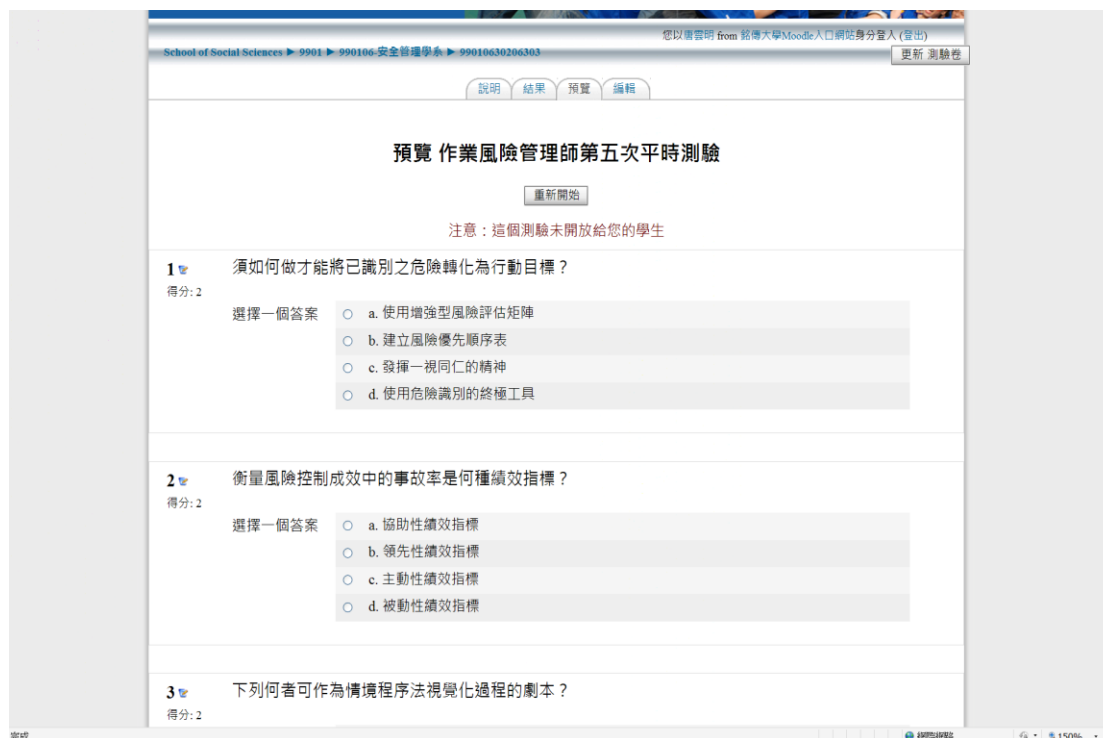 您以唐雲明 from 銘傳大學Moodle入口網站身分登入 (登出)
School of Social Sciences ► 9901 ► 990106-安全管理學系 ► 99010630206303
更新 測驗卷
說明 結果 預覽 編輯
預覽 作業風險管理師第五次平時測驗
重新開始
注意：這個測驗未開放給您的學生
1 須如何做才能將已識別之危險轉化為行動目標？
得分: 2
選擇一個答案 a. 使用增強型風險評估矩陣
b. 建立風險優先順序表
c. 發揮一視同仁的精神
d. 使用危險識別的終極工具
2 衡量風險控制成效中的事故率是何種績效指標？
得分: 2
選擇一個答案 a. 協助性績效指標
b. 領先性績效指標
c. 主動性績效指標
d. 被動性績效指標
3 下列何者可作為情境程序法視覺化過程的劇本？
得分: 2
完成 網際網路 150%